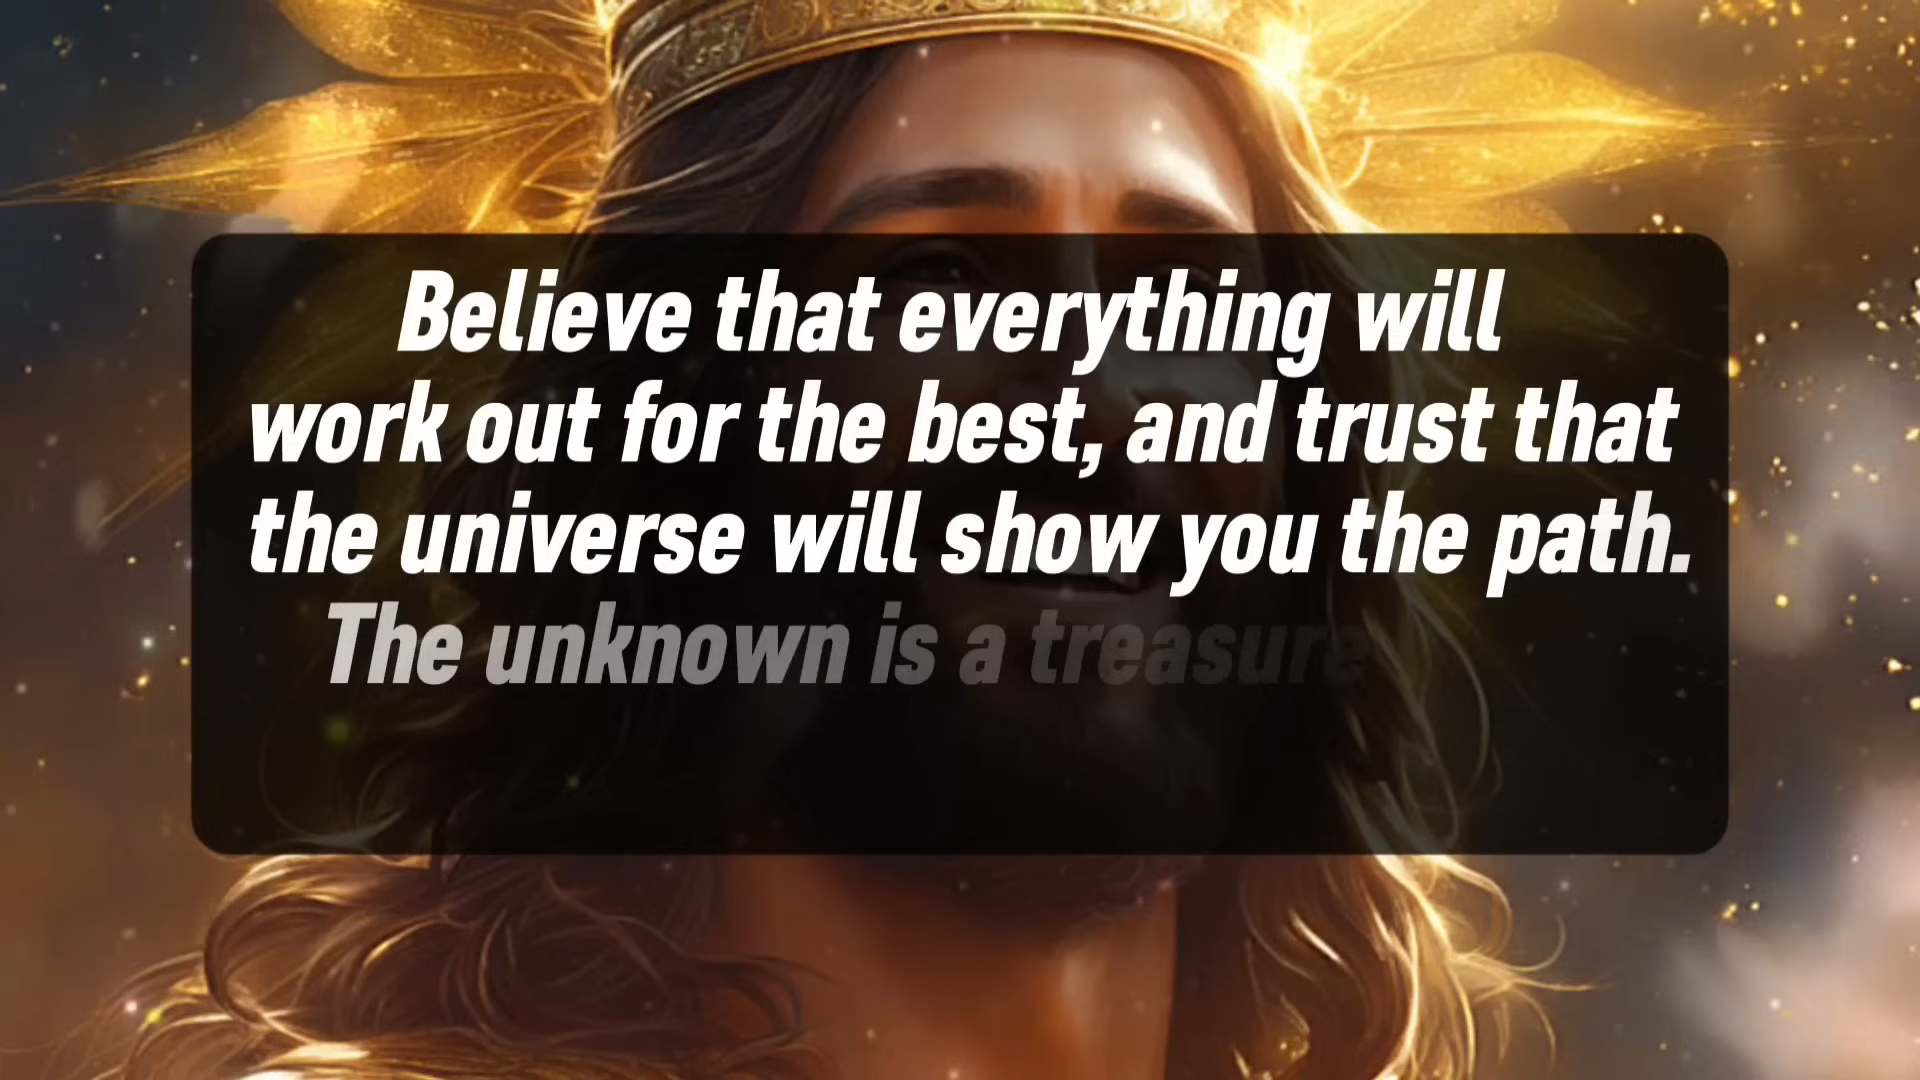 Believe that everything will
work out for the best, and trust that
the universe will show you the path.
The unknown is a treasure